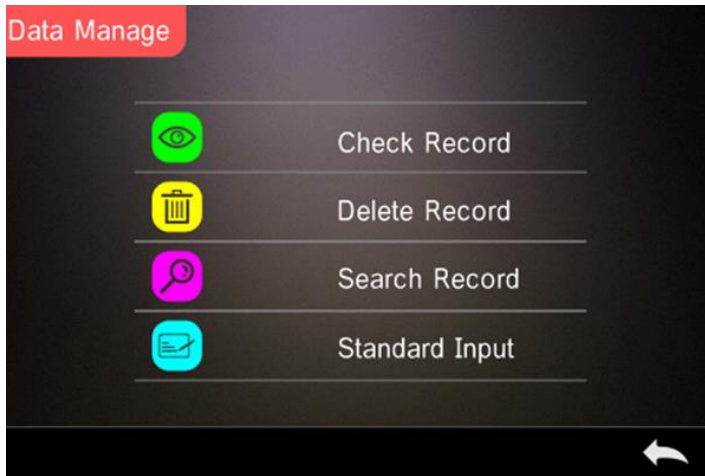 Data Manage
Check Record
Delete Record
Search Record
Standard Input